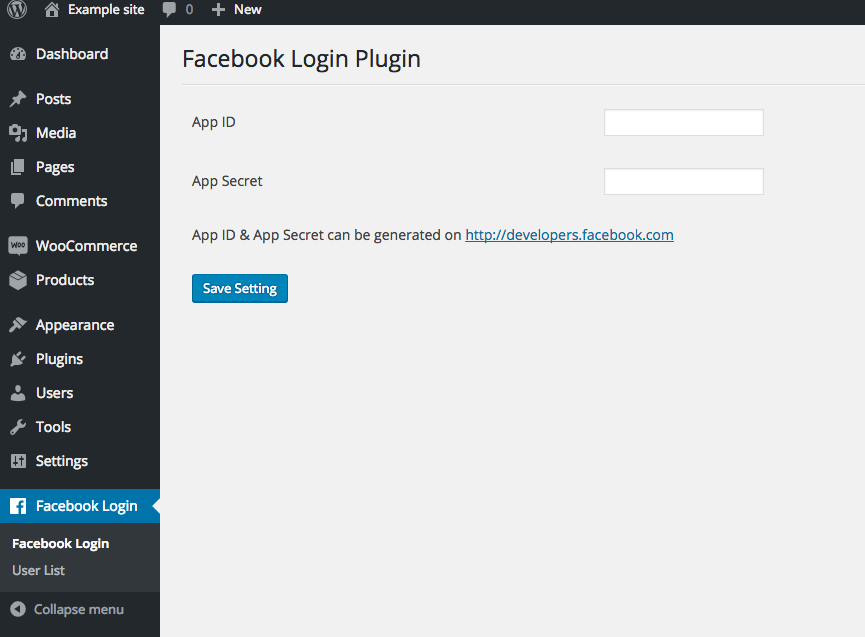 Example site 0 New
Dashboard
Posts
Media
Pages
Comments
WOO WooCommerce
Products
Appearance
Plugins
Users
Tools
Settings
Facebook Login
Facebook Login
User List
Collapse menu
Facebook Login Plugin
App ID
App Secret
App ID & App Secret can be generated on http://developers.facebook.com
Save Setting